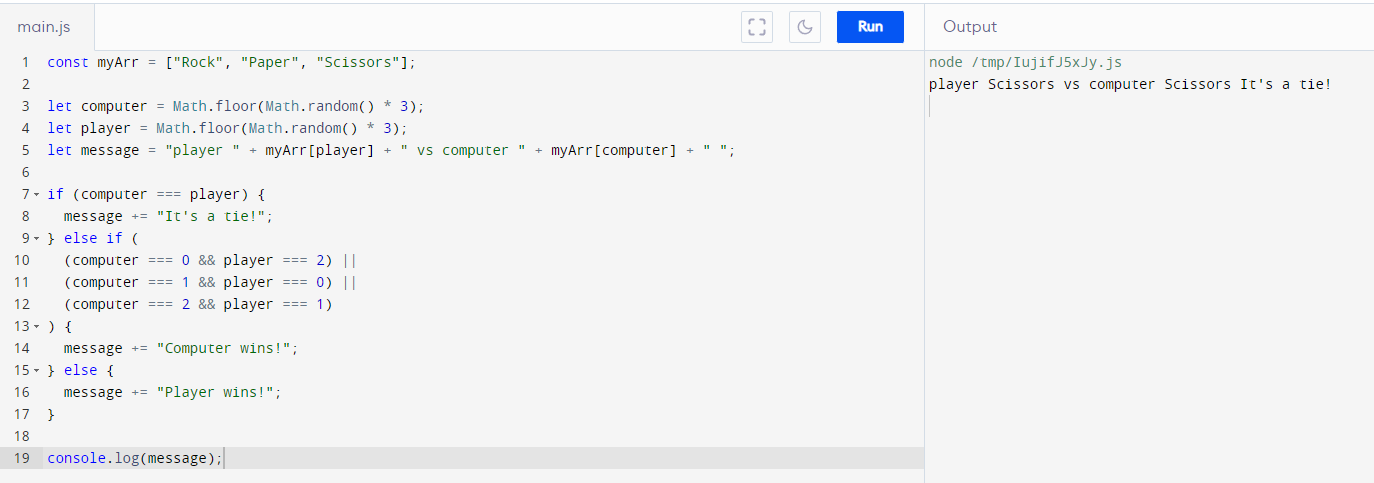 main.js
Run
Output
1 const myArr = ["Rock", "Paper", "Scissors"];
2
3 let computer = Math.floor(Math.random() * 3);
4 let player = Math.floor(Math.random() * 3);
5 let message = "player " + myArr[player] + " vs computer " + myArr[computer] + " ";
6
7 if (computer === player) {
8   message += "It's a tie!";
9 } else if (
10   (computer === 0 && player === 2) ||
11   (computer === 1 && player === 0) ||
12   (computer === 2 && player === 1)
13 ) {
14   message += "Computer wins!";
15 } else {
16   message += "Player wins!";
17 }
18
19 console.log(message);
node /tmp/IujifJ5xJy.js
player Scissors vs computer Scissors It's a tie!